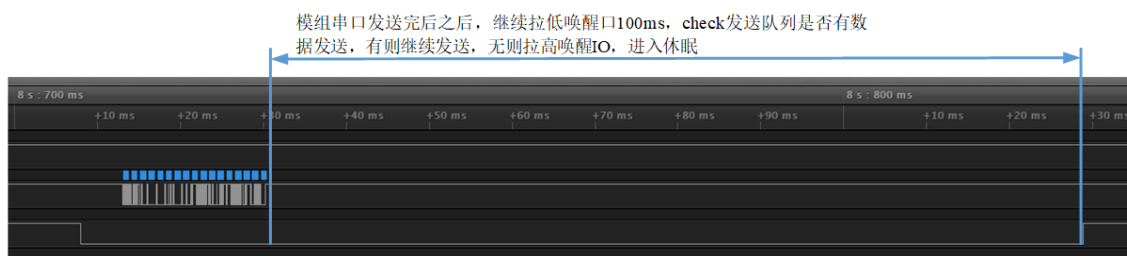 模组串口发送完后之后，继续拉低唤醒口100ms，check发送队列是否有数
据发送，有则继续发送，无则拉高唤醒IO，进入休眠
8 s : 700 ms
8 s : 800 ms
+10 ms
+20 ms
+30 ms
+40 ms
+50 ms
+60 ms
+70 ms
+80 ms
+90 ms
+10 ms
+20 ms
+30 ms